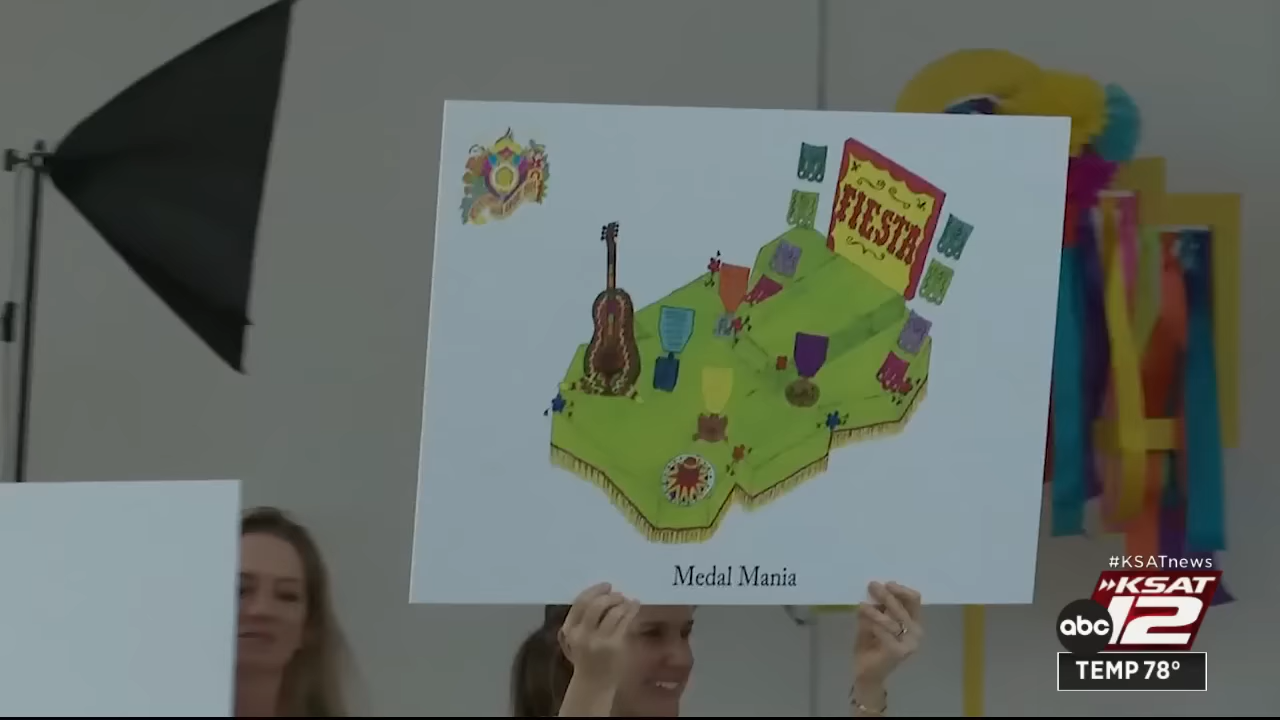 FIESTA
Medal Mania
#KSATnews
KSAT
abc 12
TEMP 78°